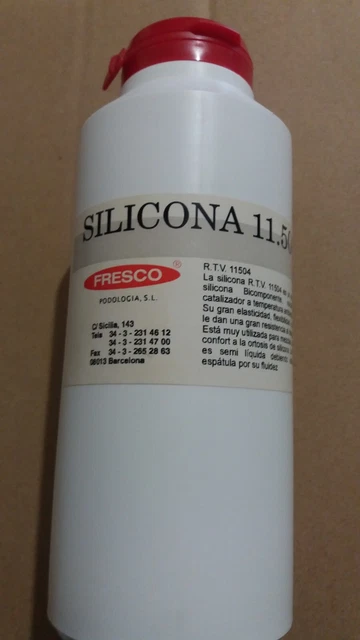 SILICONA 11.50
FRESCO ®
PODOLOGIA, S.L.
C/ Sicilia, 143
Tels 34 - 3 - 231 46 12
34 - 3 - 231 47 00
Fax 34 - 3 - 265 28 63
08013 Barcelona
R.T.V. 11504
La silicona R.T.V. 11504 es
silicona Bicomponente,
catalizador a temperatura
Su gran elasticidad,
le dan una gran resistencia al
Está muy utilizada para
confort a la ortosis de silicona
es semi líquida debiendo
espátula por su fluidez